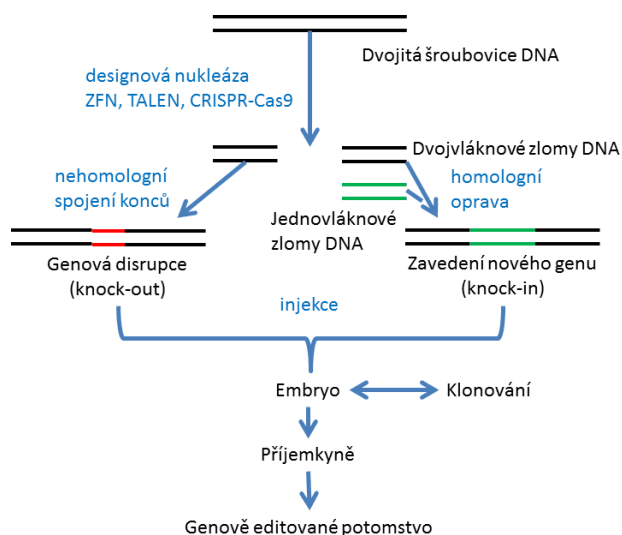 Dvojitá šroubovice DNA
designová nukleáza
ZFN, TALEN, CRISPR-Cas9
Dvojvláknové zlomy DNA
nehomologní
spojení konců
homologní
oprava
Jednovláknové
zlomy DNA
Genová disrupce
(knock-out)
Zavedení nového genu
(knock-in)
injekce
Embryo
Klonování
Příjemkyně
Genově editované potomstvo